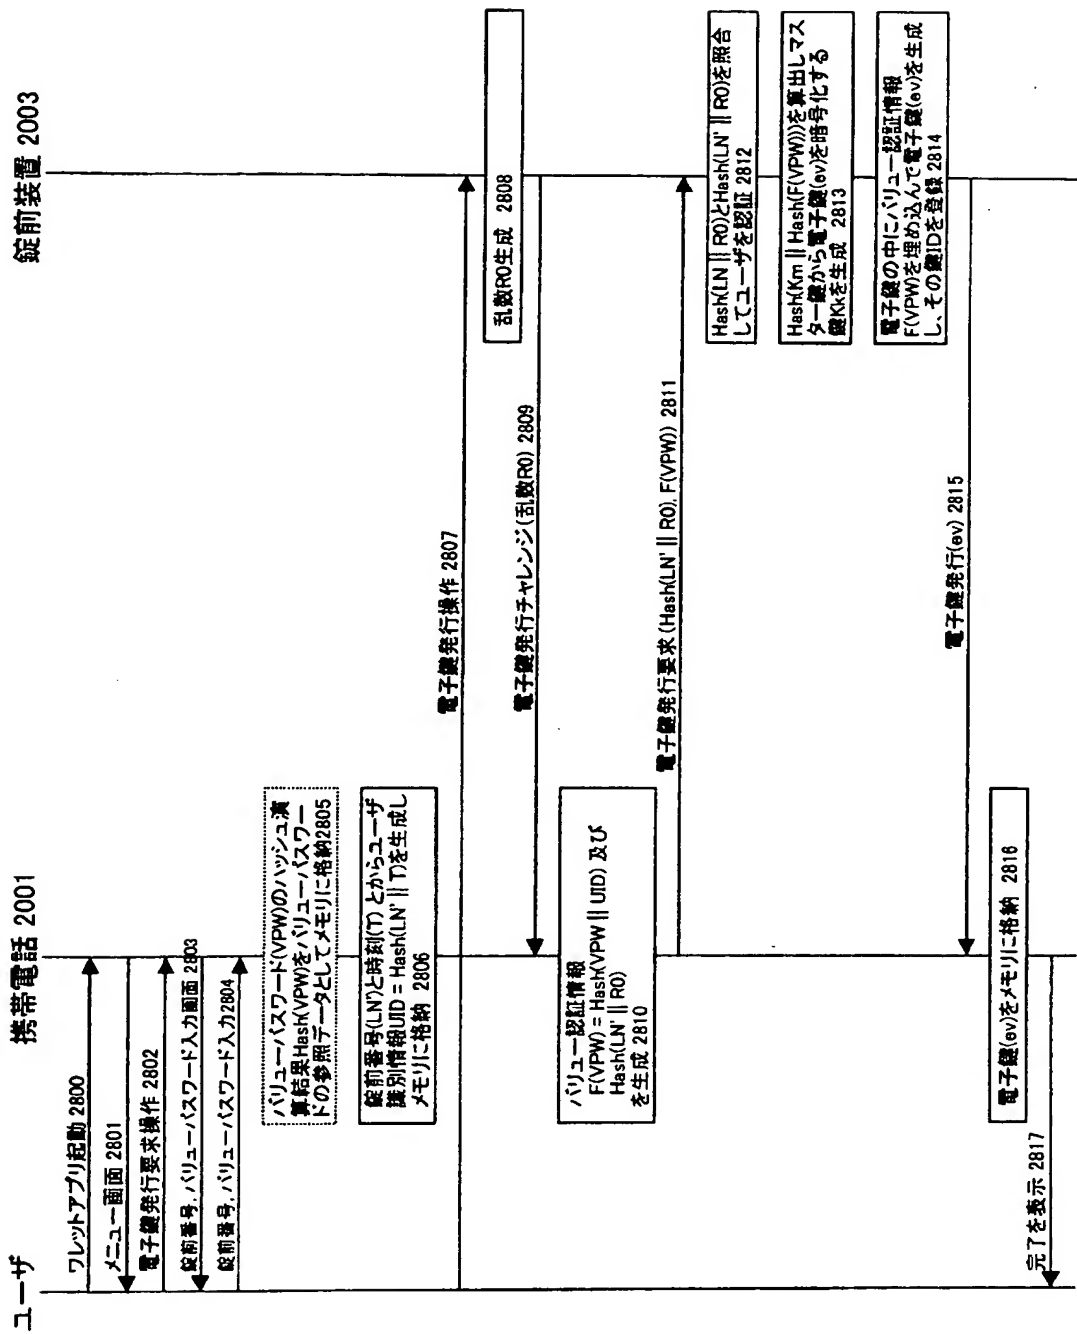 ユーザ
携帯電話 2001
錠前装置 2003
ワレットアプリ起動 2800
メニュー画面 2801
電子鍵発行要求操作 2802
錠前番号, バリューパスワード入力画面 2803
錠前番号, バリューパスワード入力2804
バリューパスワード(VPW)のハッシュ演
算結果Hash(VPW)をバリューパスワー
ドの参照データとしてメモリに格納2805
錠前番号(LN')と時刻(T) とからユーザ
識別情報UID = Hash(LN' || T)を生成し
メモリに格納 2806
電子鍵発行操作 2807
乱数R0生成 2808
電子鍵発行チャレンジ(乱数R0) 2809
バリュー認証情報
F(VPW) = Hash(VPW || UID) 及び
Hash(LN' || R0)
を生成 2810
電子鍵発行要求 (Hash(LN' || R0), F(VPW)) 2811
Hash(LN || R0)とHash(LN' || R0)を照合
してユーザを認証 2812
Hash(Km || Hash(F(VPW)))を算出しマス
ター鍵から電子鍵(ev)を暗号化する
鍵Kkを生成 2813
電子鍵の中にバリュー認証情報
F(VPW)を埋め込んで電子鍵(ev)を生成
し、その鍵IDを登録 2814
電子鍵発行(ev) 2815
電子鍵(ev)をメモリに格納 2816
完了を表示 2817